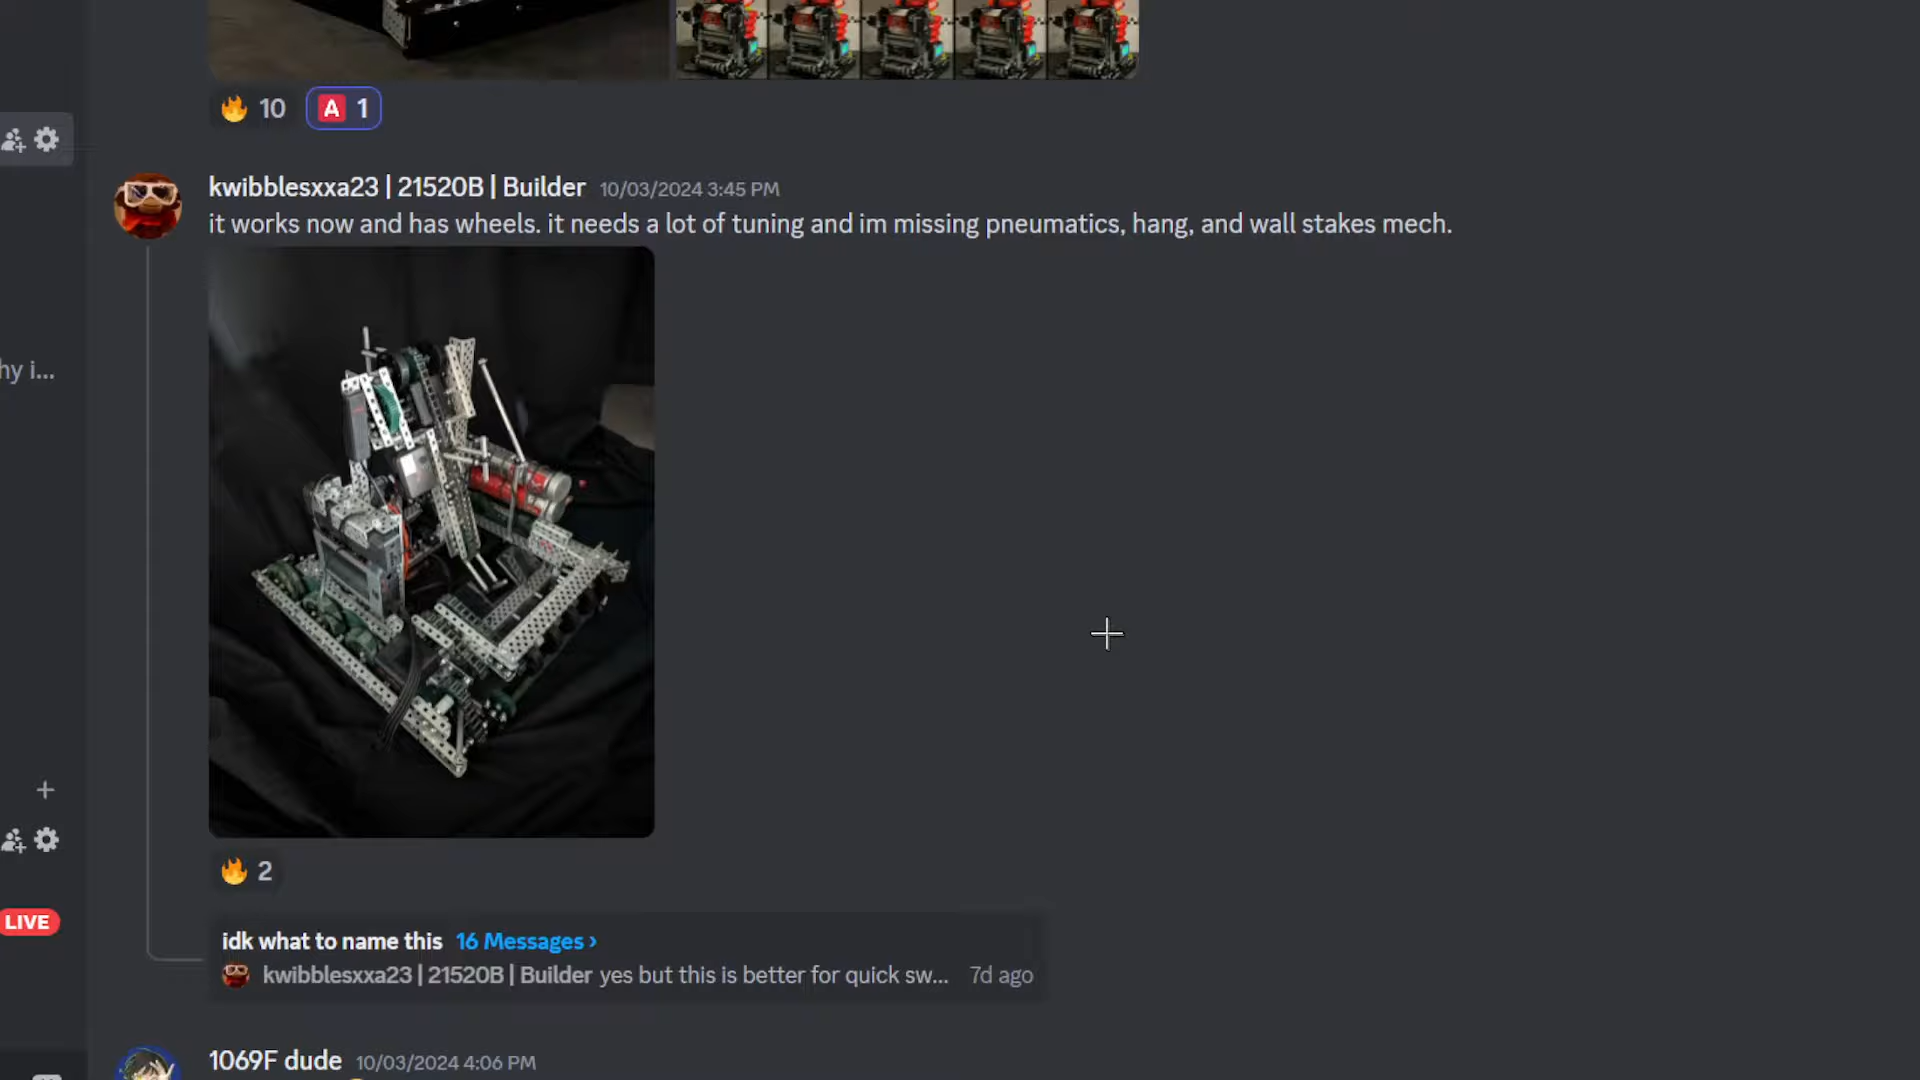 10
A 1
kwibblesxxa23 | 21520B | Builder 10/03/2024 3:45 PM
it works now and has wheels. it needs a lot of tuning and im missing pneumatics, hang, and wall stakes mech.
hy i...
2
LIVE
idk what to name this 16 Messages ›
kwibblesxxa23 | 21520B | Builder yes but this is better for quick sw... 7d ago
1069F dude 10/03/2024 4:06 PM